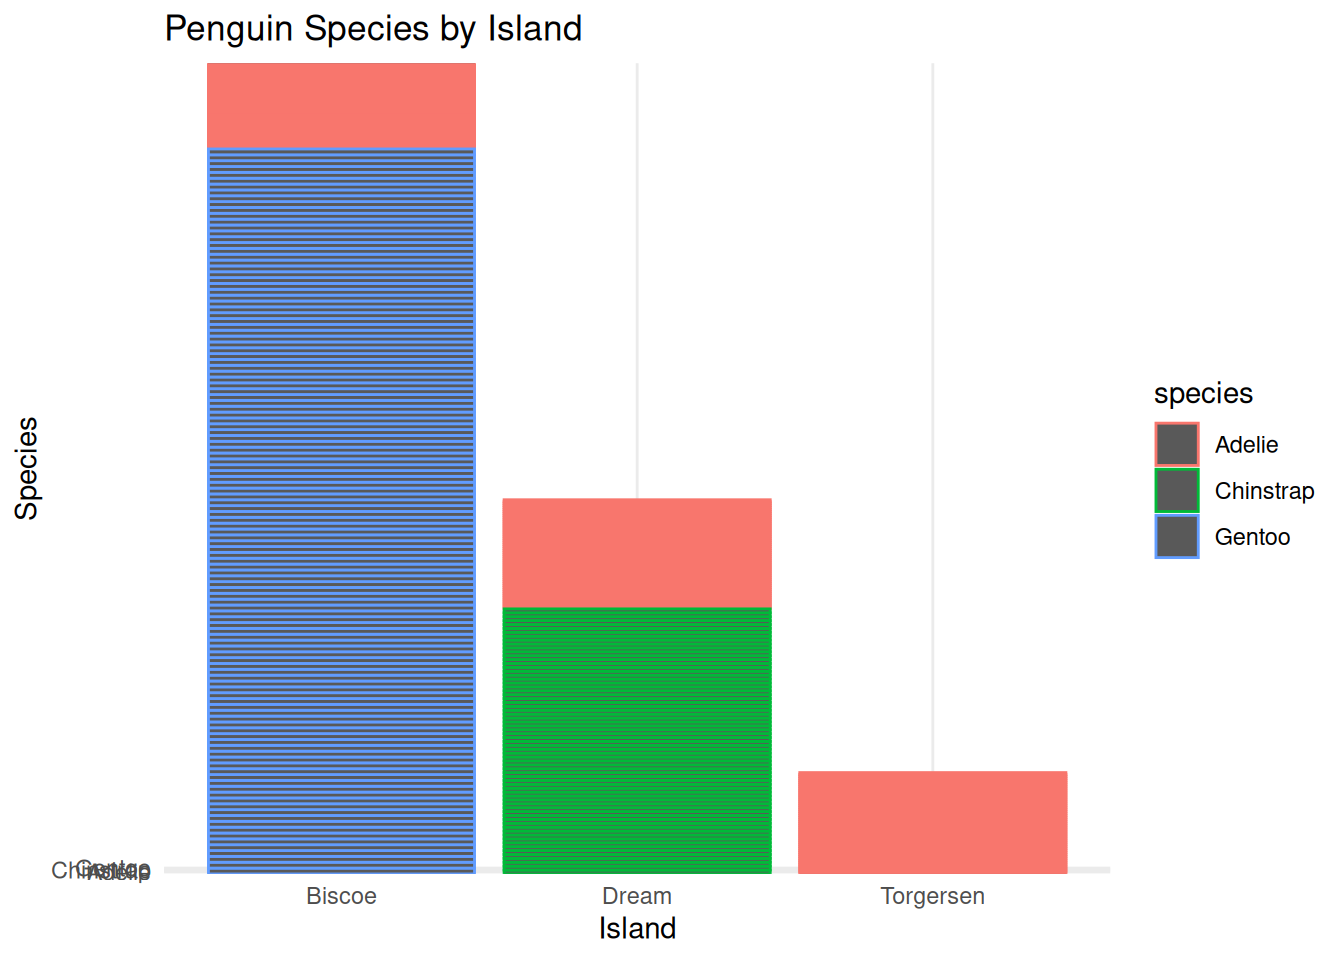 Penguin Species by Island
Species
species
Adelie
Chinstrap
Gentoo
Biscoe
Dream
Torgersen
Island